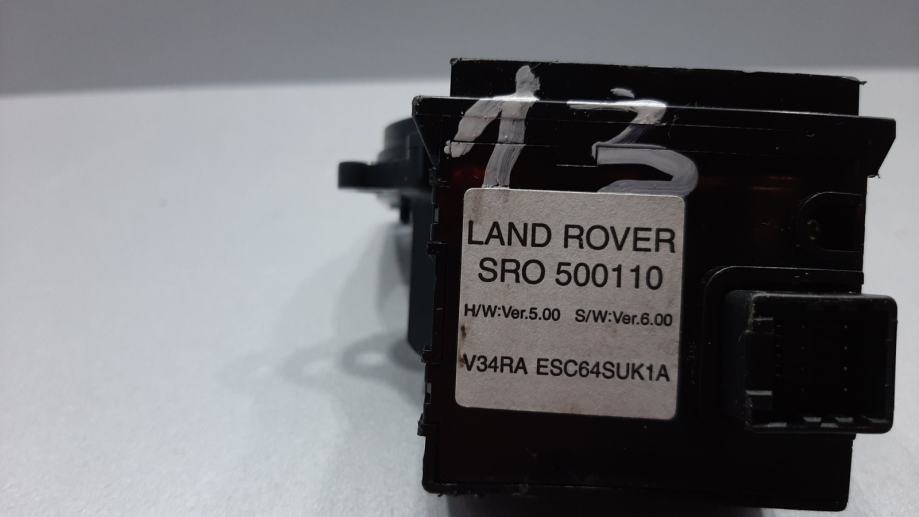 13
LAND ROVER
SRO 500110
H/W:Ver.5.00 S/W:Ver.6.00
V34RA ESC64SUK1A